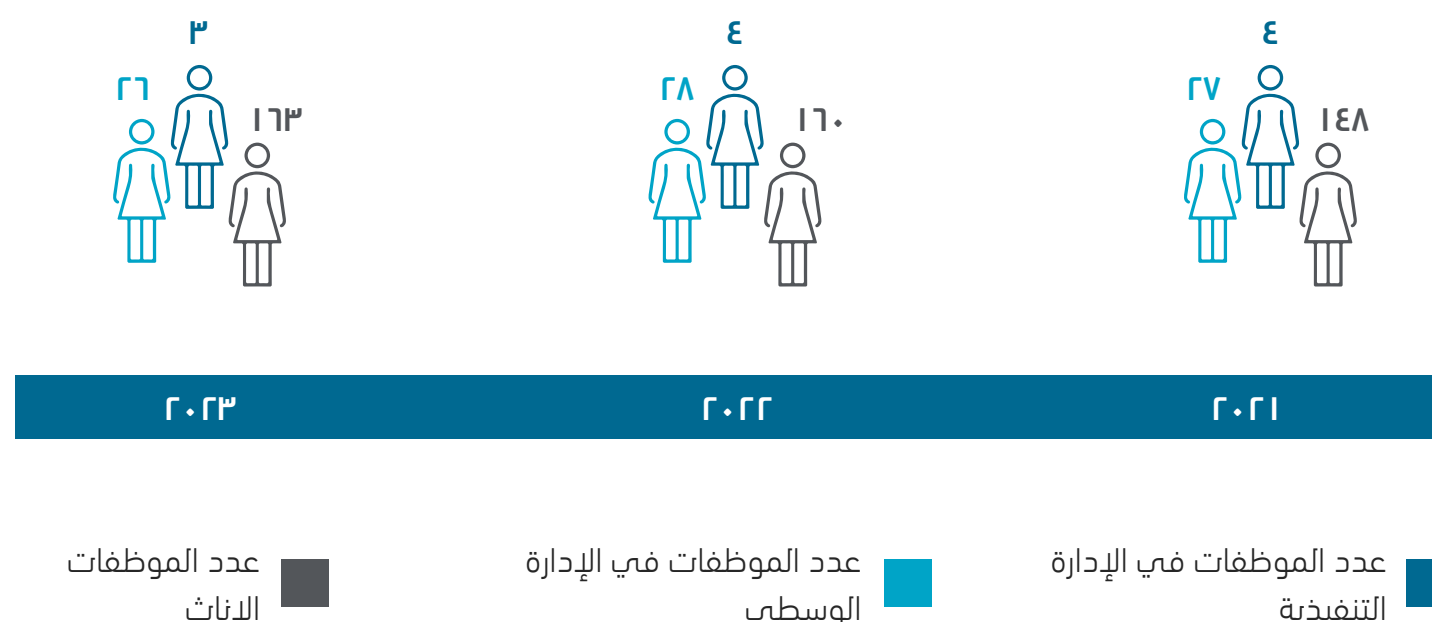 ٤
٢٧
١٤٨
٤
٢٨
١٦٠
٣
٢٦
١٦٣
٢٠٢١
٢٠٢٢
٢٠٢٣
عدد الموظفات في الإدارة
التنفيذية
عدد الموظفات في الإدارة
الوسطى
عدد الموظفات
الاناث